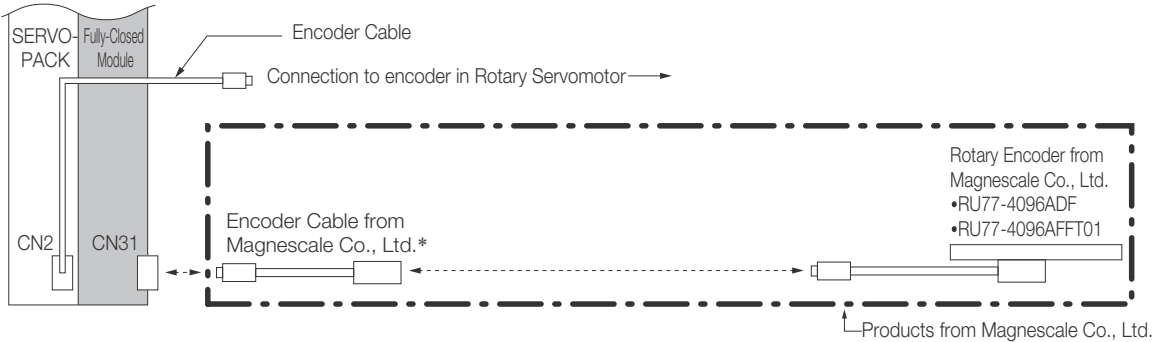 SERVO-
PACK
Fully-Closed
Module
Encoder Cable
Connection to encoder in Rotary Servomotor
Rotary Encoder from
Magnescale Co., Ltd.
•RU77-4096ADF
•RU77-4096AFFT01
Encoder Cable from
Magnescale Co., Ltd.*
CN2
CN31
Products from Magnescale Co., Ltd.